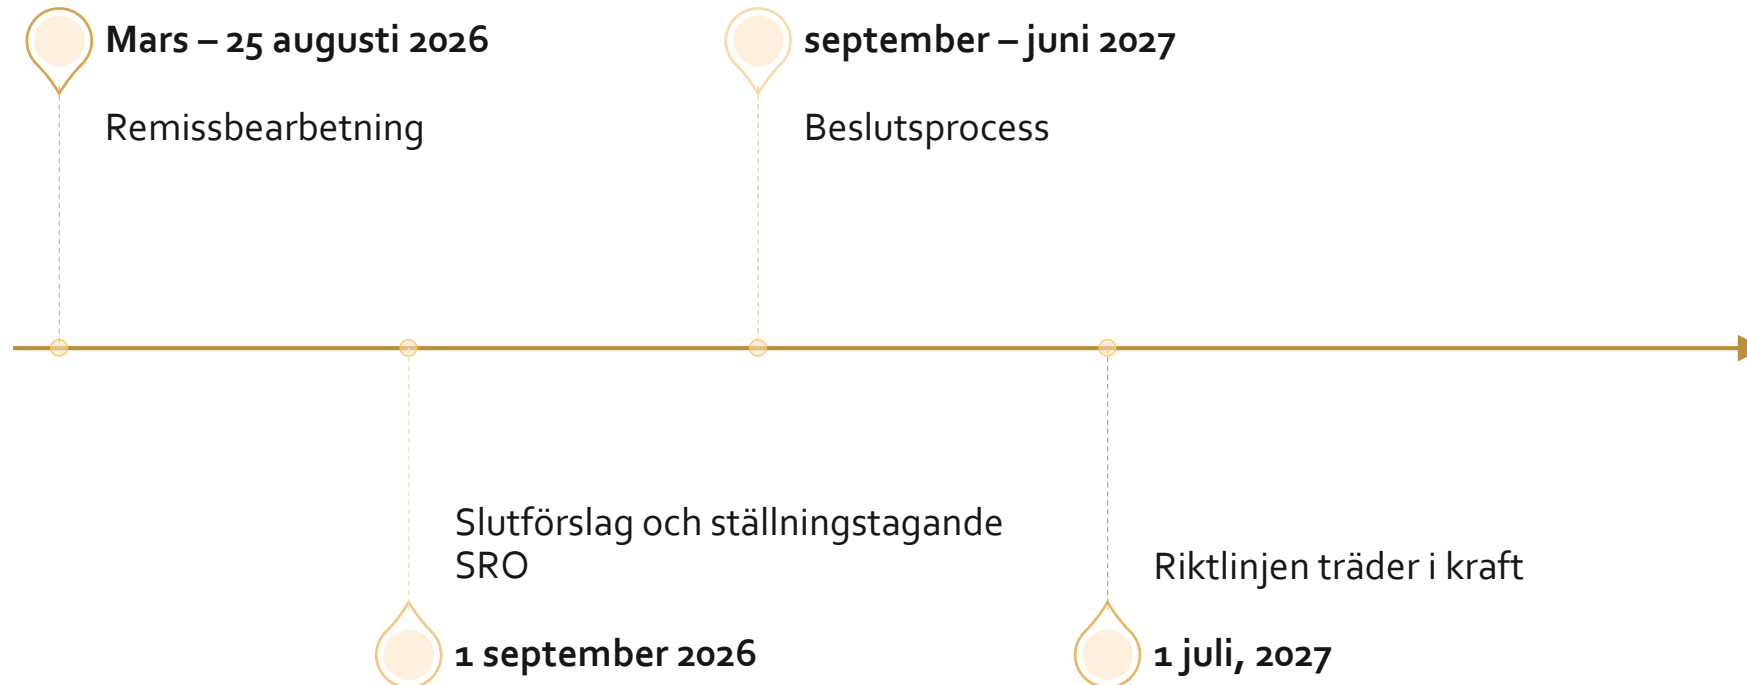 Mars – 25 augusti 2026
Remissbearbetning
september – juni 2027
Beslutsprocess
Slutförslag och ställningstagande
SRO
1 september 2026
Riktlinjen träder i kraft
1 juli, 2027